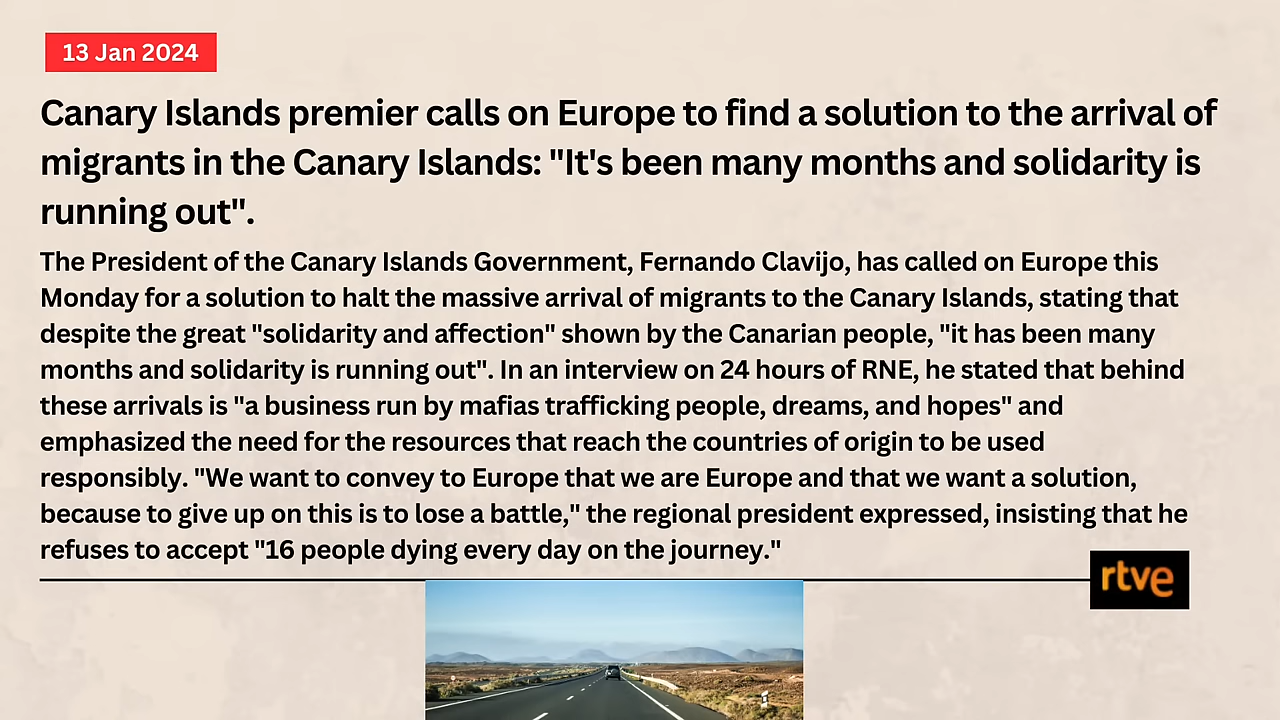 13 Jan 2024
Canary Islands premier calls on Europe to find a solution to the arrival of
migrants in the Canary Islands: "It's been many months and solidarity is
running out".
The President of the Canary Islands Government, Fernando Clavijo, has called on Europe this
Monday for a solution to halt the massive arrival of migrants to the Canary Islands, stating that
despite the great "solidarity and affection" shown by the Canarian people, "it has been many
months and solidarity is running out". In an interview on 24 hours of RNE, he stated that behind
these arrivals is "a business run by mafias trafficking people, dreams, and hopes" and
emphasized the need for the resources that reach the countries of origin to be used
responsibly. "We want to convey to Europe that we are Europe and that we want a solution,
because to give up on this is to lose a battle," the regional president expressed, insisting that he
refuses to accept "16 people dying every day on the journey."
rtve